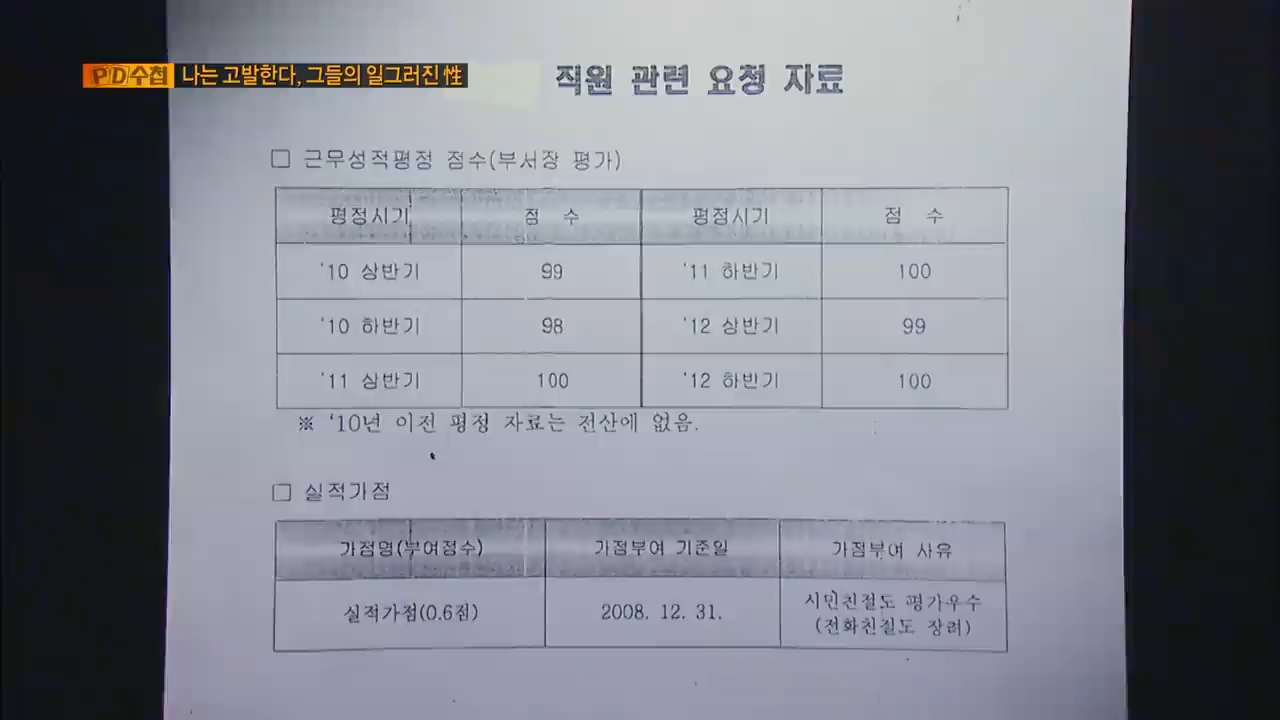 PD수첩 나는 고발한다, 그들의 일그러진 性
직원 관련 요청 자료
□ 근무성적평정 점수(부서장 평가)
평정시기 점 수 평정시기 점 수
'10 상반기 99 '11 하반기 100
'10 하반기 98 '12 상반기 99
'11 상반기 100 '12 하반기 100
※ '10년 이전 평정 자료는 전산에 없음.
□ 실적가점
가점명(부여점수) 가점부여 기준일 가점부여 사유
실적가점(0.6점) 2008. 12. 31. 시민친절도 평가우수
(전화친절도 장려)